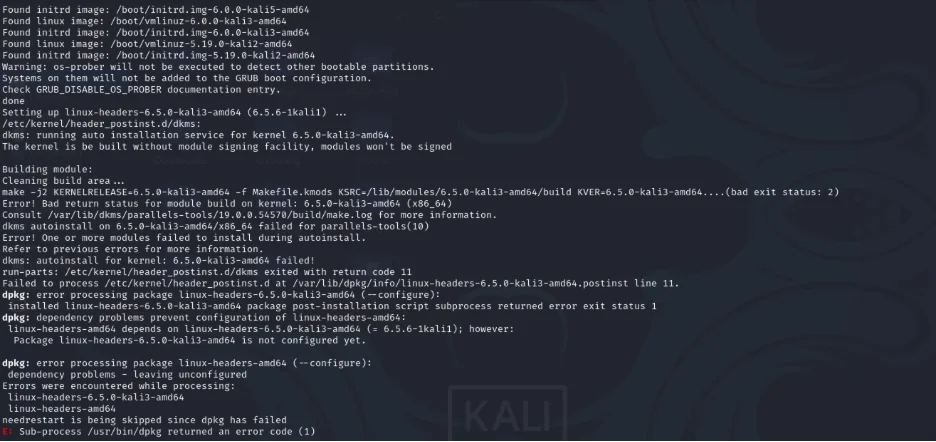 Found initrd image: /boot/initrd.img-6.0.0-kali5-amd64
Found linux image: /boot/vmlinuz-6.0.0-kali3-amd64
Found initrd image: /boot/initrd.img-6.0.0-kali3-amd64
Found linux image: /boot/vmlinuz-5.19.0-kali2-amd64
Found initrd image: /boot/initrd.img-5.19.0-kali2-amd64
Warning: os-prober will not be executed to detect other bootable partitions.
Systems on them will not be added to the GRUB boot configuration.
Check GRUB_DISABLE_OS_PROBER documentation entry.
done
Setting up linux-headers-6.5.0-kali3-amd64 (6.5.6-1kali1) ...
/etc/kernel/header_postinst.d/dkms:
dkms: running auto installation service for kernel 6.5.0-kali3-amd64.
The kernel is be built without module signing facility, modules won't be signed

Building module:
Cleaning build area...
make -j2 KERNELRELEASE=6.5.0-kali3-amd64 -f Makefile.kmods KSRC=/lib/modules/6.5.0-kali3-amd64/build KVER=6.5.0-kali3-amd64....(bad exit status: 2)
Error! Bad return status for module build on kernel: 6.5.0-kali3-amd64 (x86_64)
Consult /var/lib/dkms/parallels-tools/19.0.0.54570/build/make.log for more information.
dkms autoinstall on 6.5.0-kali3-amd64/x86_64 failed for parallels-tools(10)
Error! One or more modules failed to install during autoinstall.
Refer to previous errors for more information.
dkms: autoinstall for kernel: 6.5.0-kali3-amd64 failed!
run-parts: /etc/kernel/header_postinst.d/dkms exited with return code 11
Failed to process /etc/kernel/header_postinst.d at /var/lib/dpkg/info/linux-headers-6.5.0-kali3-amd64.postinst line 11.
dpkg: error processing package linux-headers-6.5.0-kali3-amd64 (--configure):
 installed linux-headers-6.5.0-kali3-amd64 package post-installation script subprocess returned error exit status 1
dpkg: dependency problems prevent configuration of linux-headers-amd64:
 linux-headers-amd64 depends on linux-headers-6.5.0-kali3-amd64 (= 6.5.6-1kali1); however:
  Package linux-headers-6.5.0-kali3-amd64 is not configured yet.

dpkg: error processing package linux-headers-amd64 (--configure):
 dependency problems - leaving unconfigured
Errors were encountered while processing:
 linux-headers-6.5.0-kali3-amd64
 linux-headers-amd64
needrestart is being skipped since dpkg has failed
E: Sub-process /usr/bin/dpkg returned an error code (1)
KALI